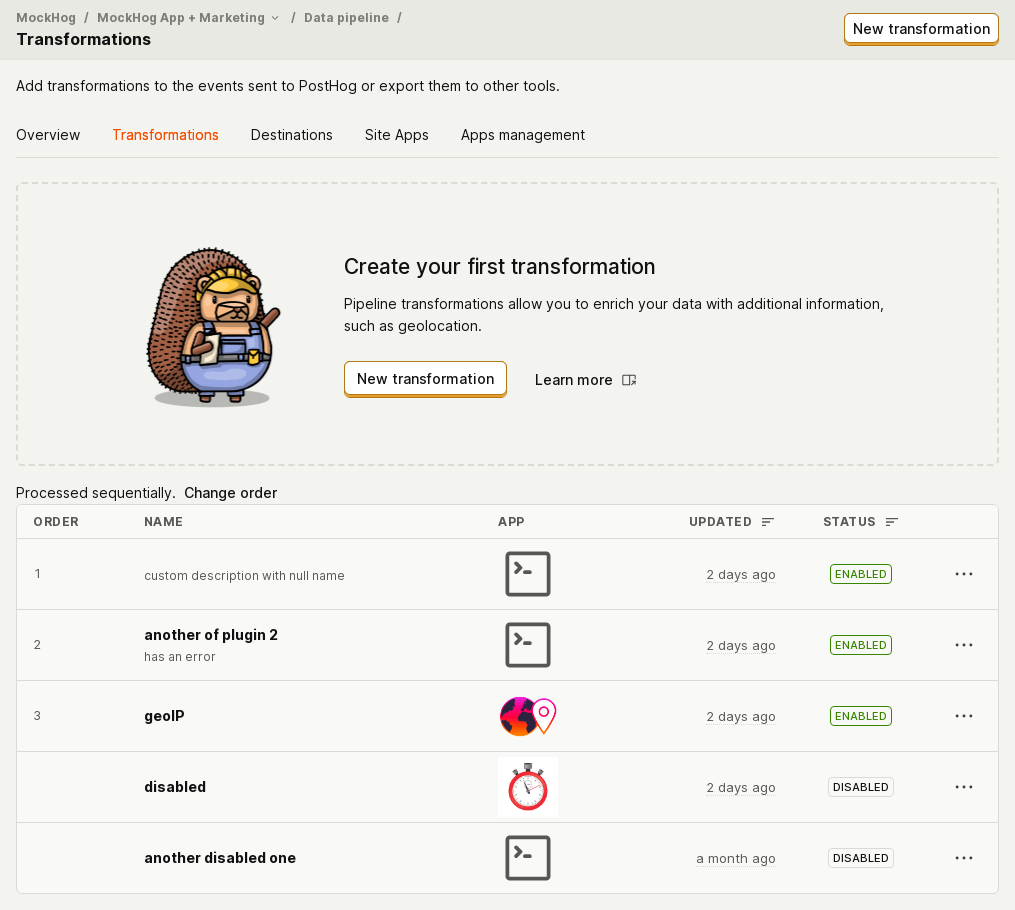 MockHog / MockHog App + Marketing / Data pipeline /
Transformations
New transformation
Add transformations to the events sent to PostHog or export them to other tools.
Overview Transformations Destinations Site Apps Apps management
Create your first transformation
Pipeline transformations allow you to enrich your data with additional information,
such as geolocation.
New transformation Learn more
Processed sequentially. Change order
ORDER NAME APP UPDATED STATUS
1 custom description with null name 2 days ago ENABLED
another of plugin 2
2 2 days ago ENABLED
has an error
3 geoIP 2 days ago ENABLED
disabled 2 days ago DISABLED
another disabled one a month ago DISABLED